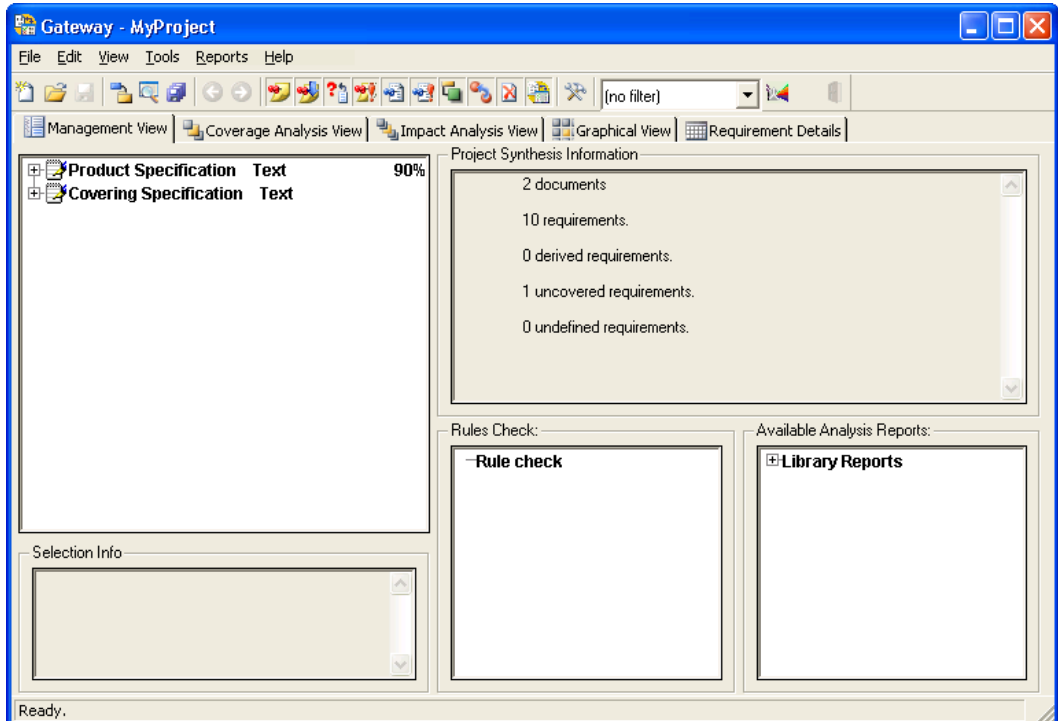 Gateway - MyProject
File Edit View Tools Reports Help
(no filter)
Management View Coverage Analysis View Impact Analysis View Graphical View Requirement Details
Product Specification Text 90%
Covering Specification Text
Project Synthesis Information
2 documents
10 requirements.
0 derived requirements.
1 uncovered requirements.
0 undefined requirements.
Rules Check:
Rule check
Available Analysis Reports:
Library Reports
Selection Info
Ready.